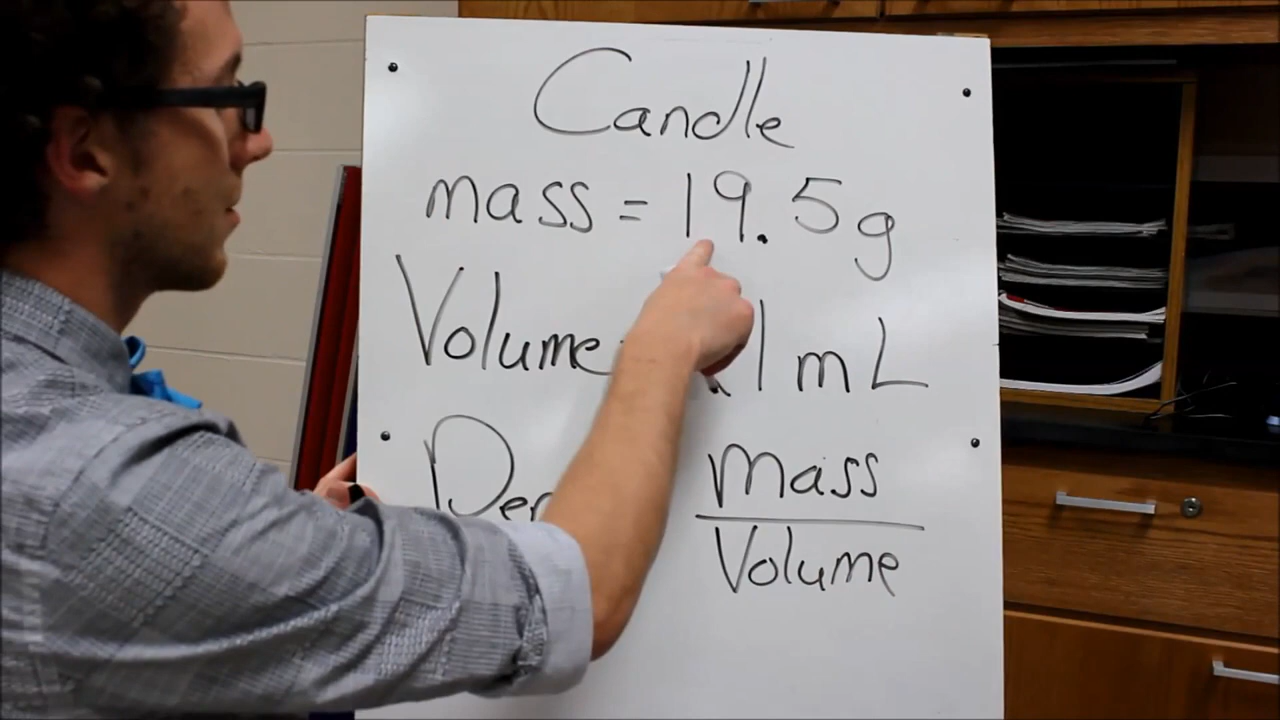 Candle
mass = 19.5g
Volume 1 mL
Mass
Volume